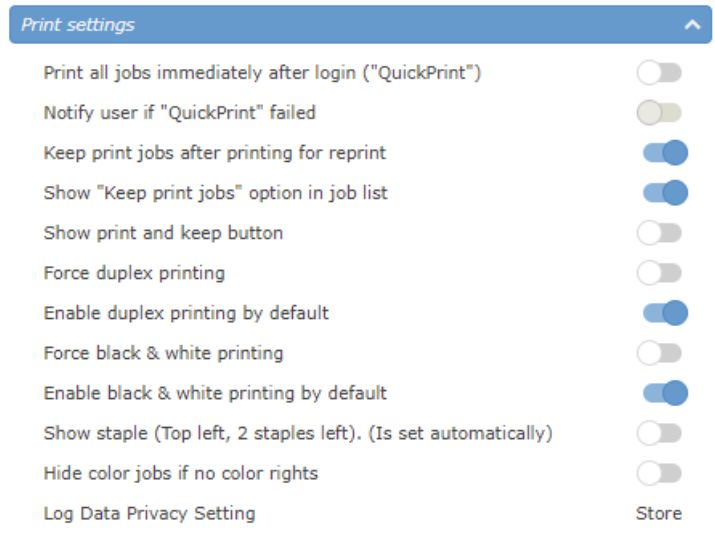 Print settings
Print all jobs immediately after login ("QuickPrint")
Notify user if "QuickPrint" failed
Keep print jobs after printing for reprint
Show "Keep print jobs" option in job list
Show print and keep button
Force duplex printing
Enable duplex printing by default
Force black & white printing
Enable black & white printing by default
Show staple (Top left, 2 staples left). (Is set automatically)
Hide color jobs if no color rights
Log Data Privacy Setting Store